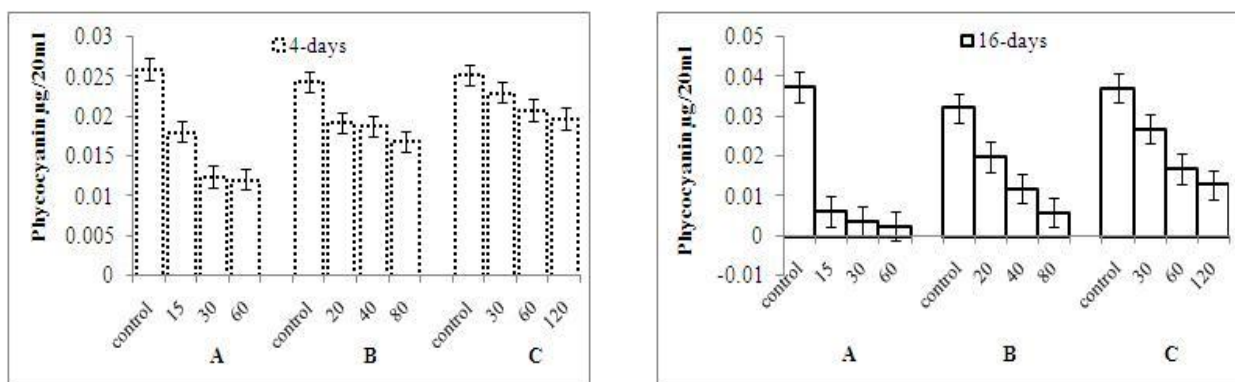 Phycocyanin µg/20ml
4-days
0.03
0.025
0.02
0.015
0.01
0.005
0
control 15 30 60 control 20 40 80 control 30 60 120
A B C
Phycocyanin µg/20ml
16-days
0.05
0.04
0.03
0.02
0.01
0
-0.01
control 15 30 60 control 20 40 80 control 30 60 120
A B C